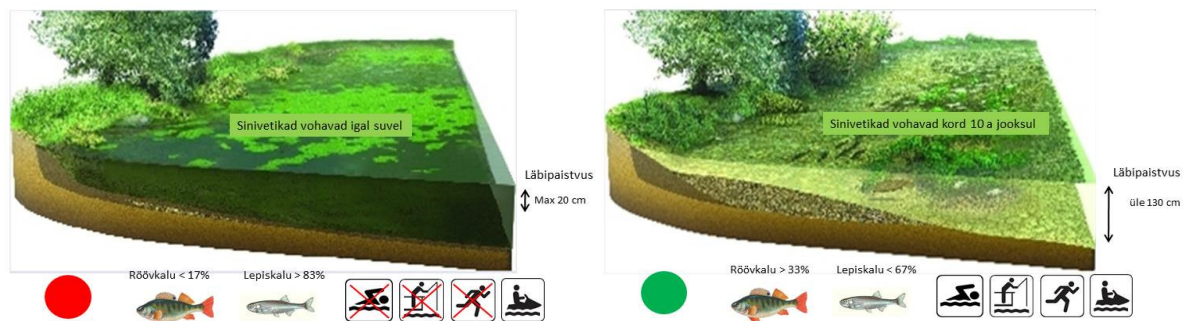 Sinivetikad vohavad igal suvel
Läbipaistvus
Max 20 cm
Röövkalu < 17%
Lepiskalu > 83%
Sinivetikad vohavad kord 10 a jooksul
Läbipaistvus
üle 130 cm
Röövkalu > 33%
Lepiskalu < 67%